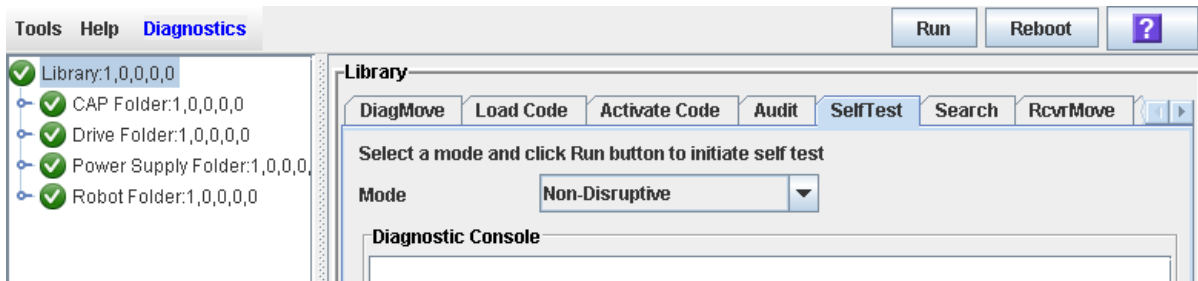 Tools Help Diagnostics Run Reboot ?
Library:1,0,0,0,0
CAP Folder:1,0,0,0,0
Drive Folder:1,0,0,0,0
Power Supply Folder:1,0,0,0,
Robot Folder:1,0,0,0,0
Library
DiagMove Load Code Activate Code Audit SelfTest Search RcvrMove
Select a mode and click Run button to initiate self test
Mode Non-Disruptive
Diagnostic Console